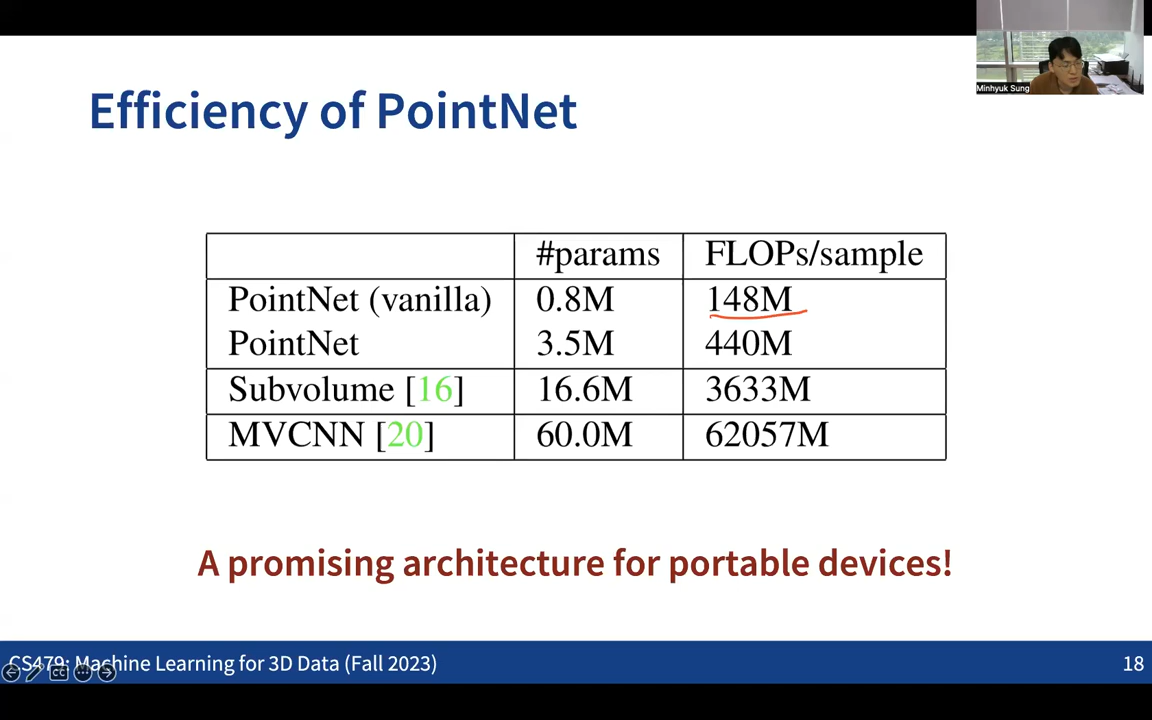 Minhyuk Sung
Efficiency of PointNet
#params FLOPs/sample
PointNet (vanilla) 0.8M 148M
PointNet 3.5M 440M
Subvolume [16] 16.6M 3633M
MVCNN [20] 60.0M 62057M
A promising architecture for portable devices!
CS479: Machine Learning for 3D Data (Fall 2023) 18
CC